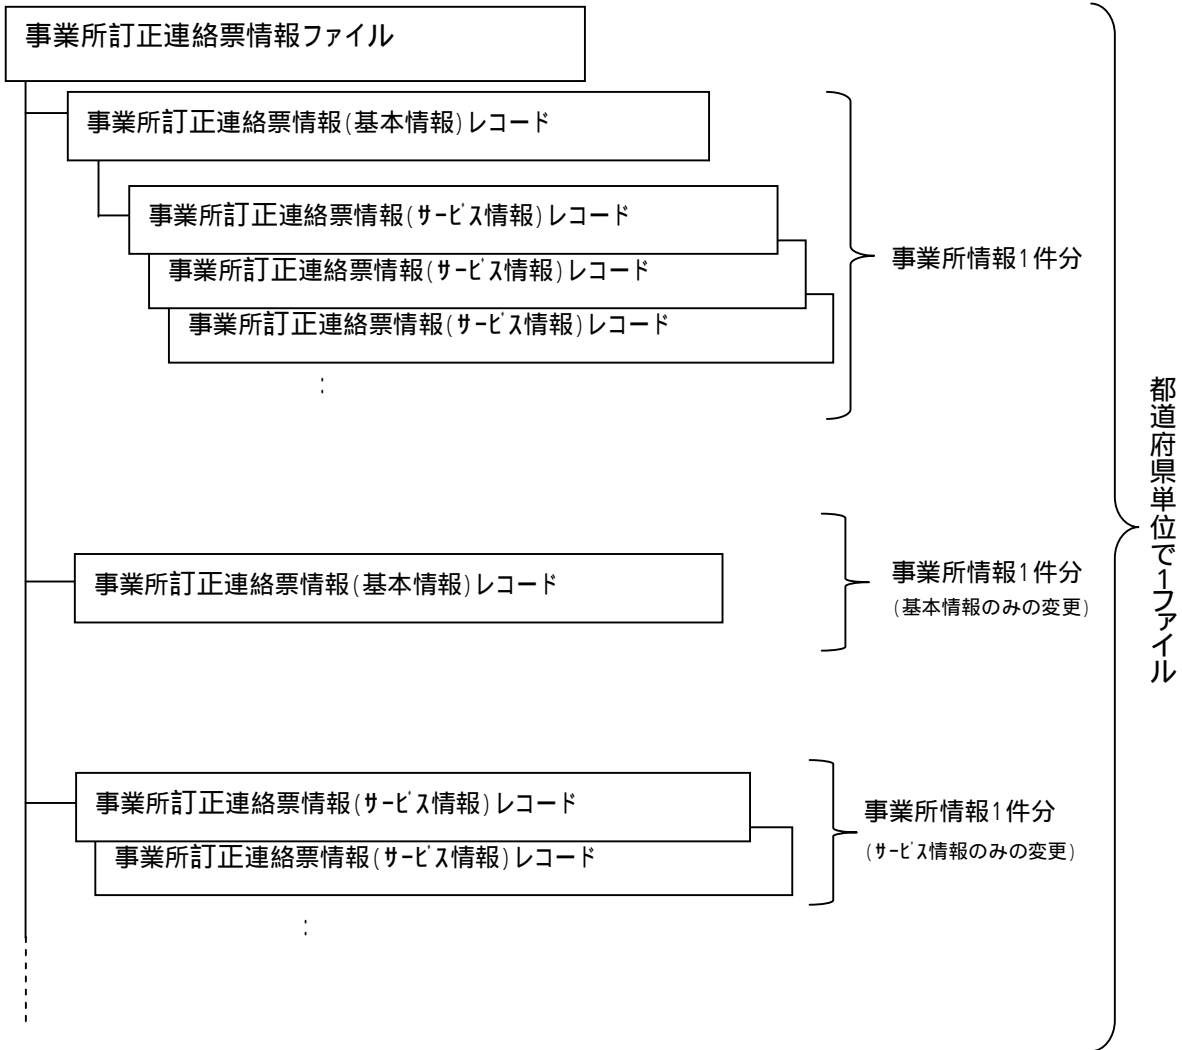 事業所訂正連絡票情報ファイル
事業所訂正連絡票情報(基本情報)レコード
事業所訂正連絡票情報(ｻｰﾋﾞｽ情報)レコード
事業所訂正連絡票情報(ｻｰﾋﾞｽ情報)レコード
事業所訂正連絡票情報(ｻｰﾋﾞｽ情報)レコード
:
事業所情報1件分
事業所訂正連絡票情報(基本情報)レコード
事業所情報1件分
(基本情報のみの変更)
事業所訂正連絡票情報(ｻｰﾋﾞｽ情報)レコード
事業所訂正連絡票情報(ｻｰﾋﾞｽ情報)レコード
:
事業所情報1件分
(ｻｰﾋﾞｽ情報のみの変更)
都道府県単位で1ファイル